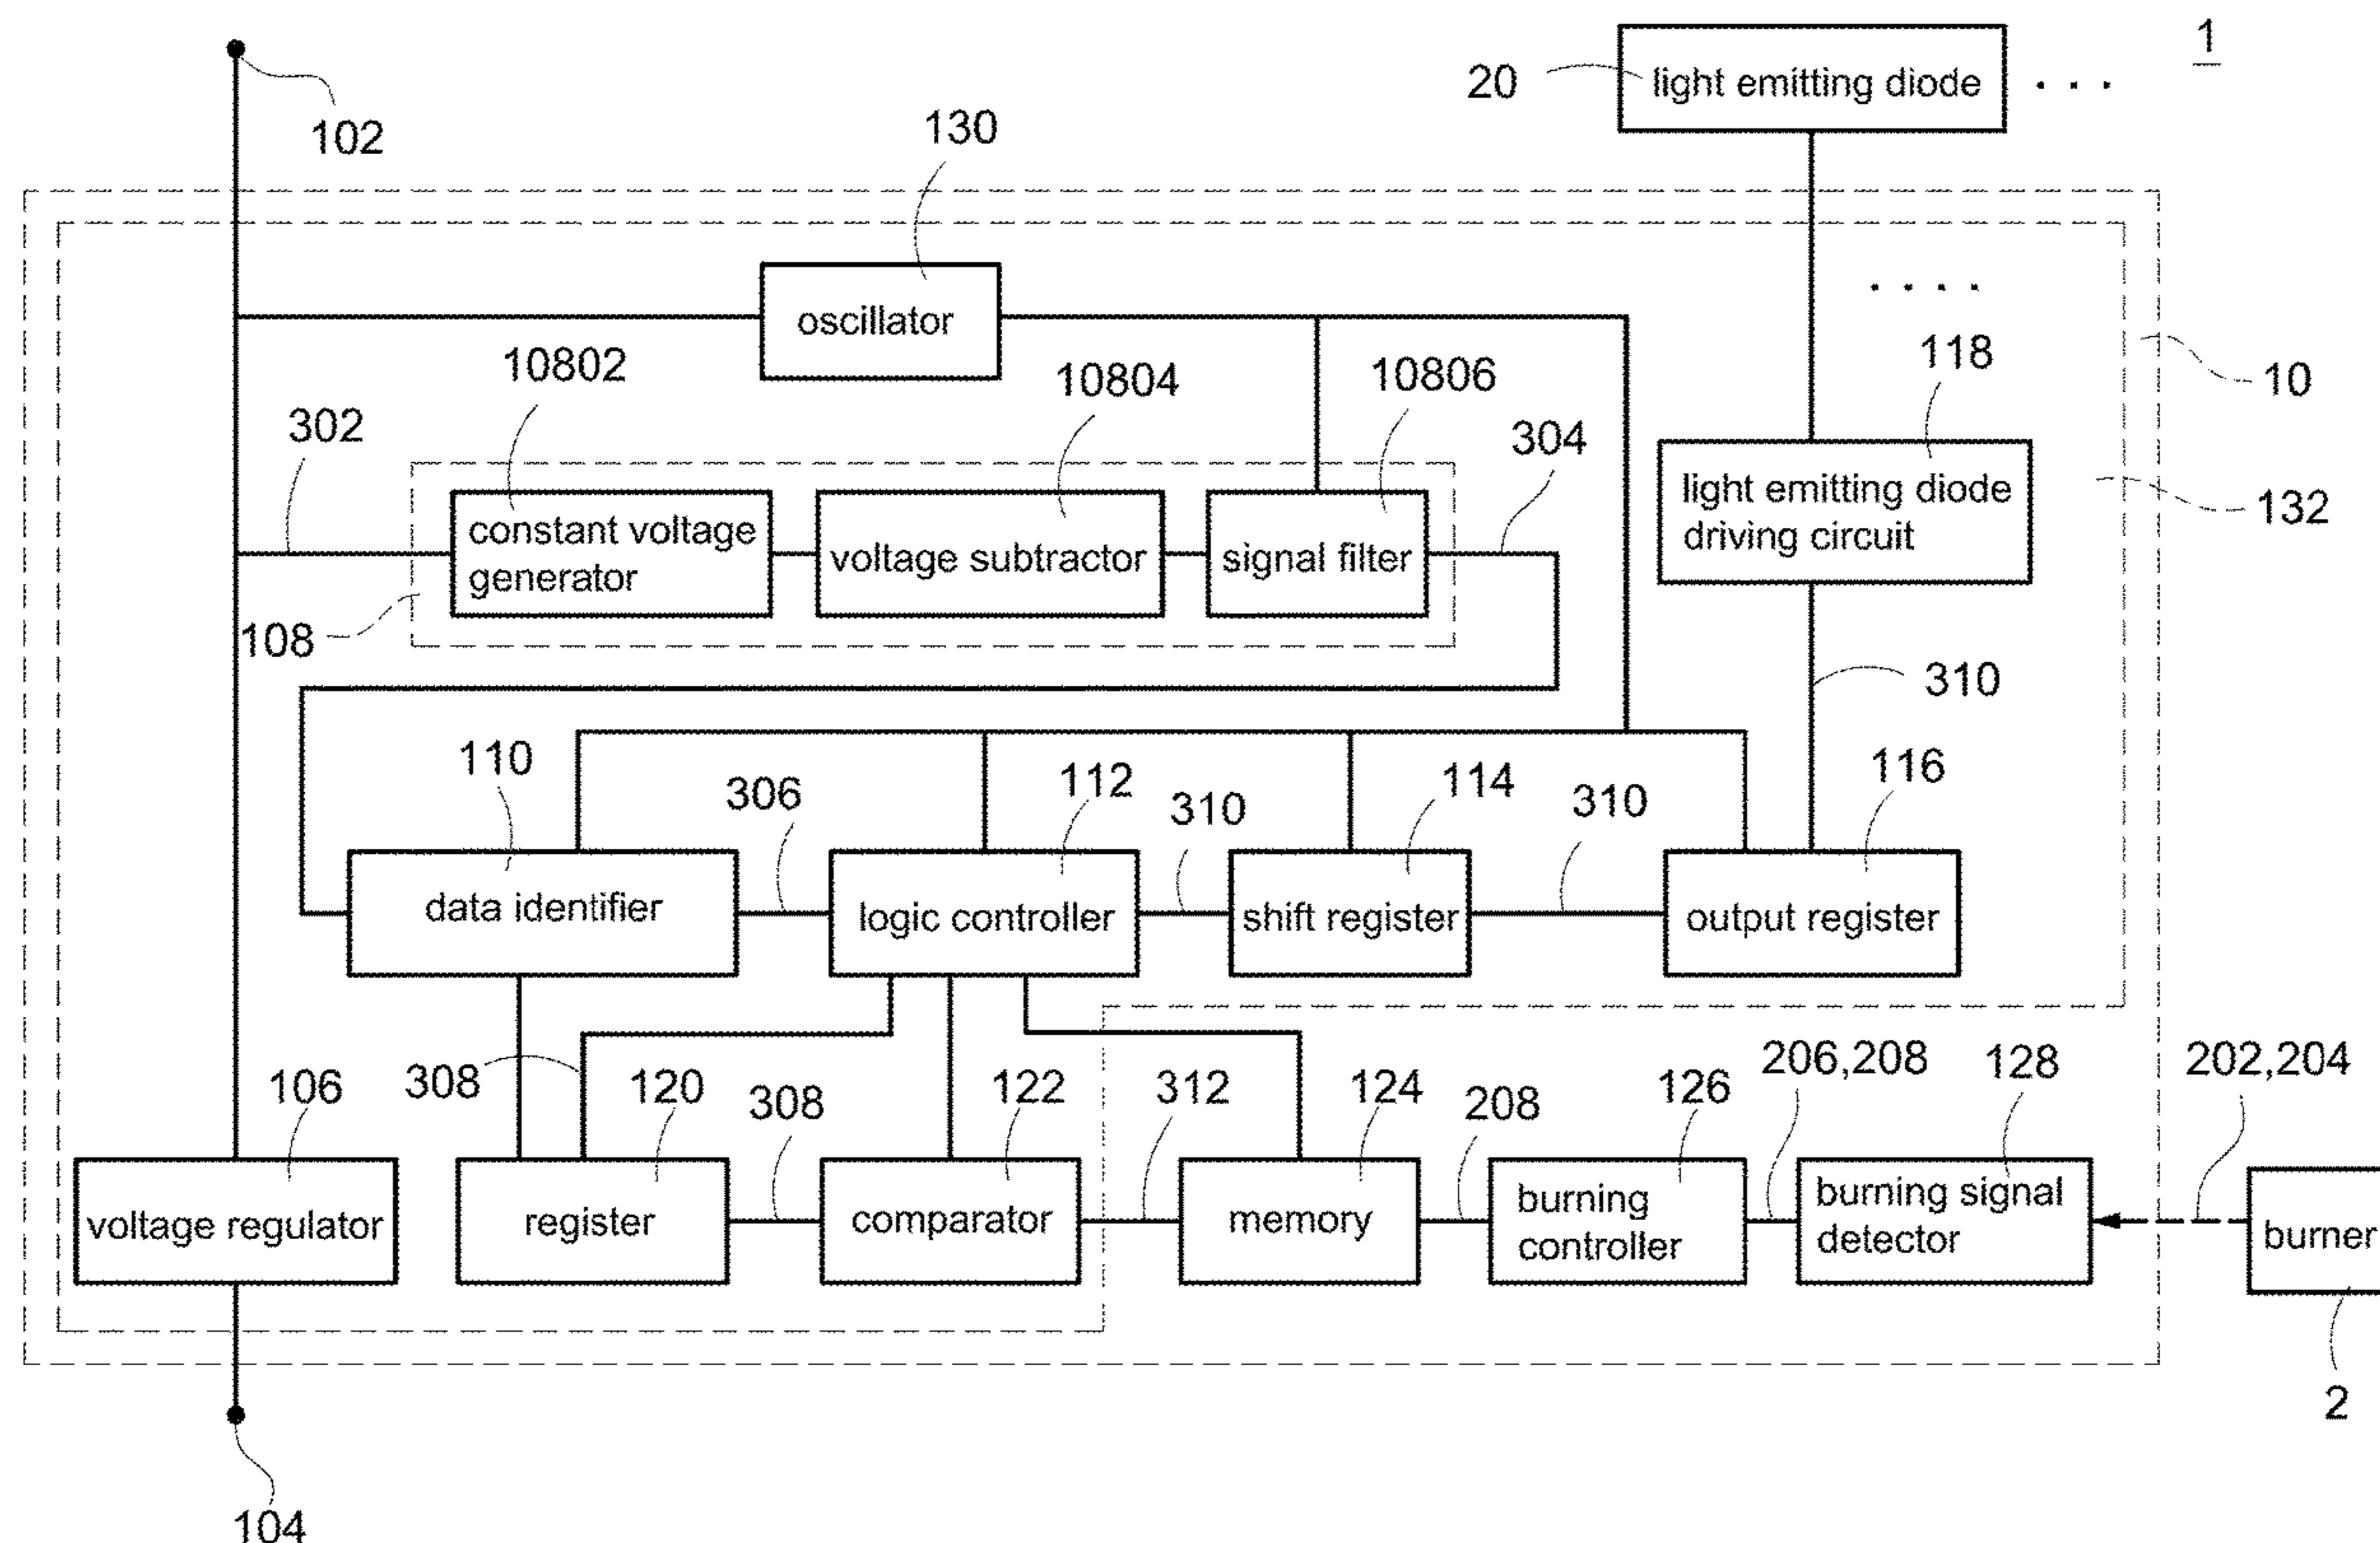 1
20
light emitting diode
. . .
102
130
oscillator
. . . .
118
10
10802
10804
10806
302
304
light emitting diode
driving circuit
132
constant voltage
generator
voltage subtractor
signal filter
108
310
110
306
112
310
114
310
116
data identifier
logic controller
shift register
output register
106
308
120
308
122
312
124
208
126
206,208
128
202,204
voltage regulator
register
comparator
memory
burning
controller
burning signal
detector
burner
2
104